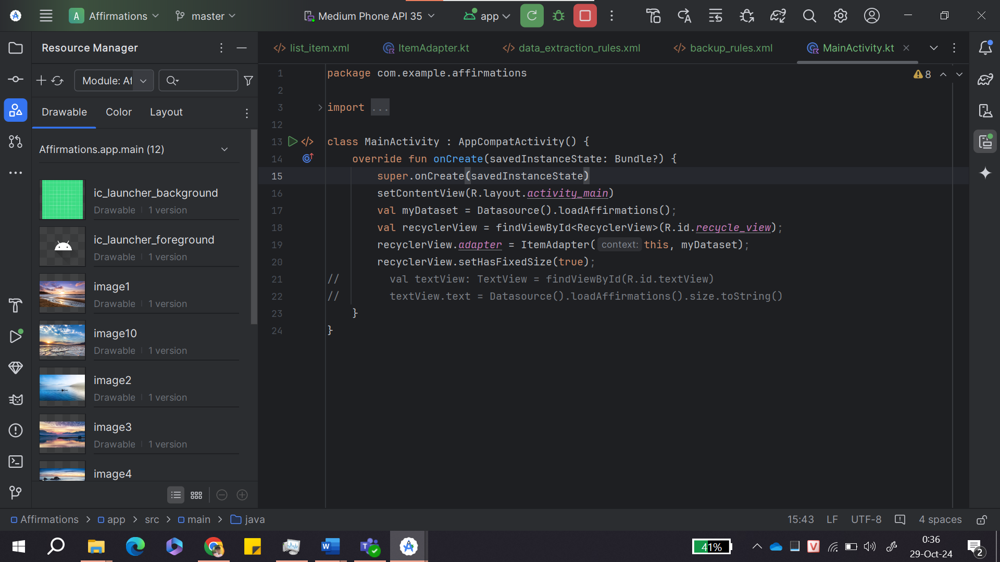 A Affirmations master Medium Phone API 35 app
Resource Manager
list_item.xml ItemAdapter.kt data_extraction_rules.xml backup_rules.xml MainActivity.kt
Module: Af
Drawable Color Layout
Affirmations.app.main (12)
ic_launcher_background
Drawable 1 version
ic_launcher_foreground
Drawable 1 version
image1
Drawable 1 version
image10
Drawable 1 version
image2
Drawable 1 version
image3
Drawable 1 version
image4
8
1 package com.example.affirmations
2
3 import ...
12
13 class MainActivity : AppCompatActivity() {
14 override fun onCreate(savedInstanceState: Bundle?) {
15 super.onCreate(savedInstanceState)
16 setContentView(R.layout.activity_main)
17 val myDataset = Datasource().loadAffirmations();
18 val recyclerView = findViewById<RecyclerView>(R.id.recycle_view);
19 recyclerView.adapter = ItemAdapter( context: this, myDataset);
20 recyclerView.setHasFixedSize(true);
21 // val textView: TextView = findViewById(R.id.textView)
22 // textView.text = Datasource().loadAffirmations().size.toString()
23 }
24 }
Affirmations > app > src > main > java 15:43 LF UTF-8 4 spaces
41% 0:36
29-Oct-24 2